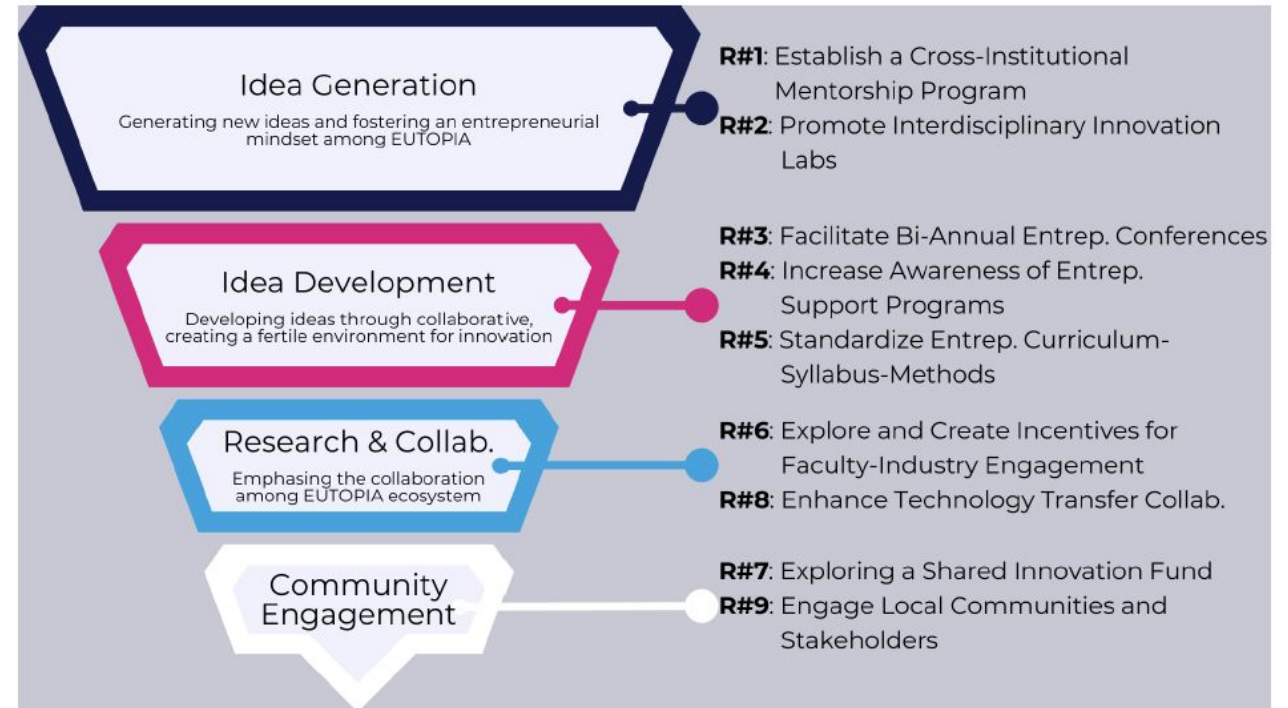 Idea Generation
Generating new ideas and fostering an entrepreneurial
mindset among EUTOPIA
R#1: Establish a Cross-Institutional
Mentorship Program
R#2: Promote Interdisciplinary Innovation
Labs
Idea Development
Developing ideas through collaborative,
creating a fertile environment for innovation
R#3: Facilitate Bi-Annual Entrep. Conferences
R#4: Increase Awareness of Entrep.
Support Programs
R#5: Standardize Entrep. Curriculum-
Syllabus-Methods
Research & Collab.
Emphasing the collaboration
among EUTOPIA ecosystem
R#6: Explore and Create Incentives for
Faculty-Industry Engagement
R#8: Enhance Technology Transfer Collab.
Community
Engagement
R#7: Exploring a Shared Innovation Fund
R#9: Engage Local Communities and
Stakeholders